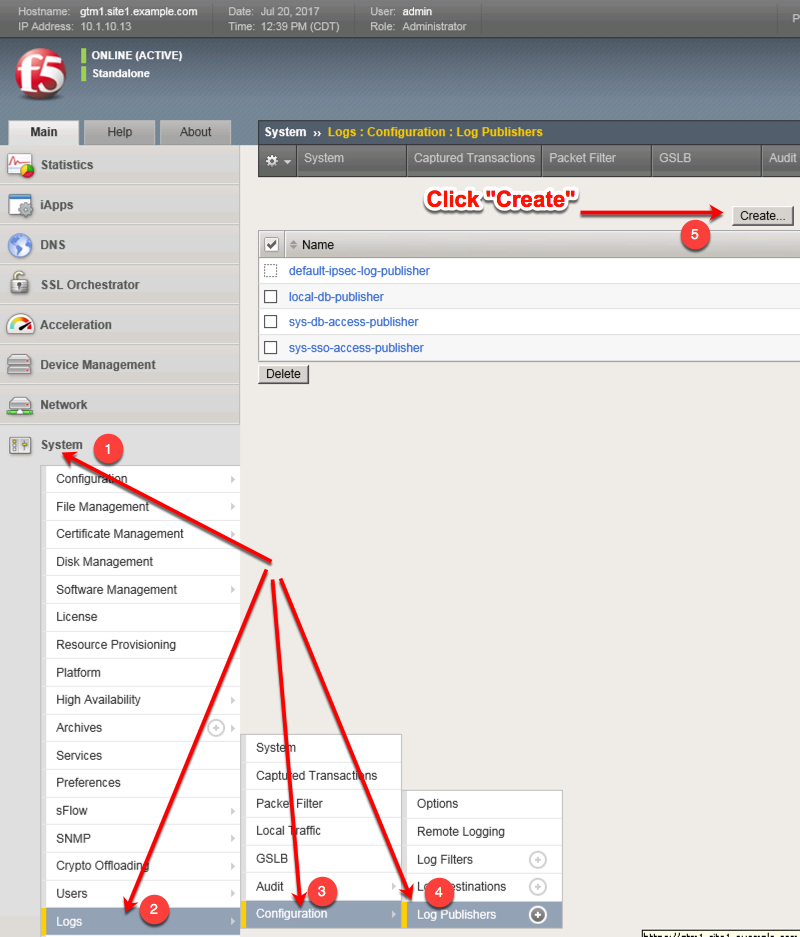 Hostname: gtm1.site1.example.com Date: Jul 20, 2017 User: admin
IP Address: 10.1.10.13 Time: 12:39 PM (CDT) Role: Administrator
f5
ONLINE (ACTIVE)
Standalone
Main Help About
System ›› Logs : Configuration : Log Publishers
System Captured Transactions Packet Filter GSLB Audit
Click "Create"
Create...
5
Name
default-ipsec-log-publisher
local-db-publisher
sys-db-access-publisher
sys-sso-access-publisher
Delete
Statistics
iApps
DNS
SSL Orchestrator
Acceleration
Device Management
Network
System
1
Configuration
File Management
Certificate Management
Disk Management
Software Management
License
Resource Provisioning
Platform
High Availability
Archives
Services
Preferences
sFlow
SNMP
Crypto Offloading
Users
Logs
2
System
Captured Transactions
Packet Filter
Local Traffic
GSLB
Audit
Configuration
3
Options
Remote Logging
Log Filters
Log Destinations
Log Publishers
4